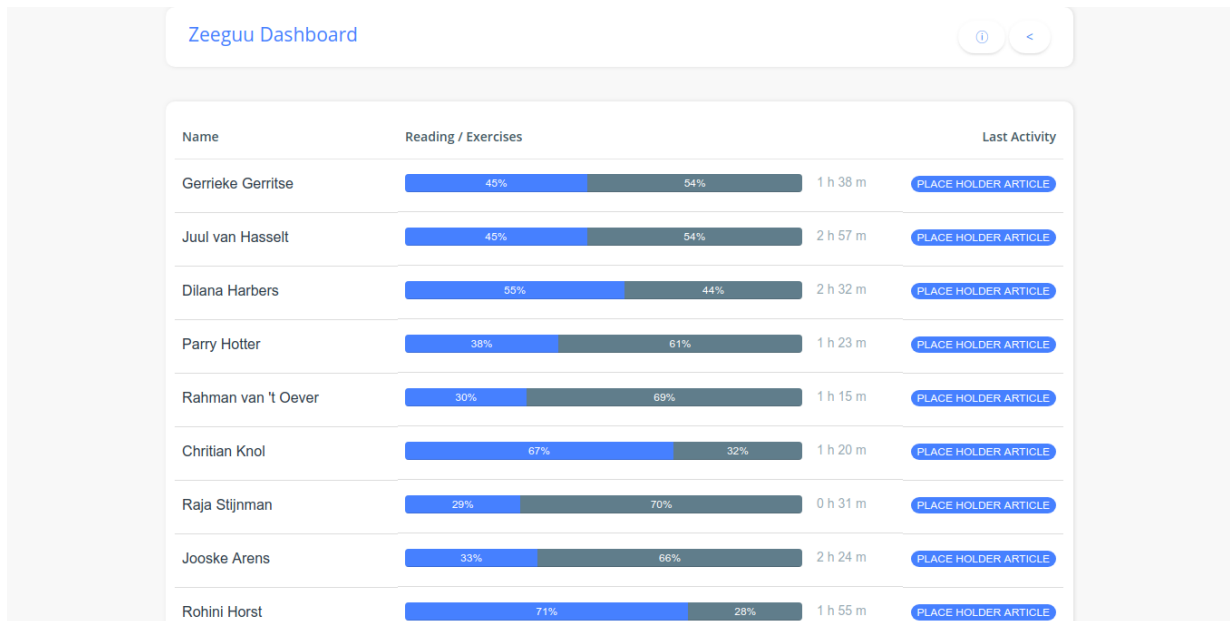 Zeeguu Dashboard ⓘ <
Name Reading / Exercises Last Activity
Gerrieke Gerritse 45% 54% 1 h 38 m PLACE HOLDER ARTICLE
Juul van Hasselt 45% 54% 2 h 57 m PLACE HOLDER ARTICLE
Dilana Harbers 55% 44% 2 h 32 m PLACE HOLDER ARTICLE
Parry Hotter 38% 61% 1 h 23 m PLACE HOLDER ARTICLE
Rahman van 't Oever 30% 69% 1 h 15 m PLACE HOLDER ARTICLE
Chritian Knol 67% 32% 1 h 20 m PLACE HOLDER ARTICLE
Raja Stijnman 29% 70% 0 h 31 m PLACE HOLDER ARTICLE
Jooske Arens 33% 66% 2 h 24 m PLACE HOLDER ARTICLE
Rohini Horst 71% 28% 1 h 55 m PLACE HOLDER ARTICLE